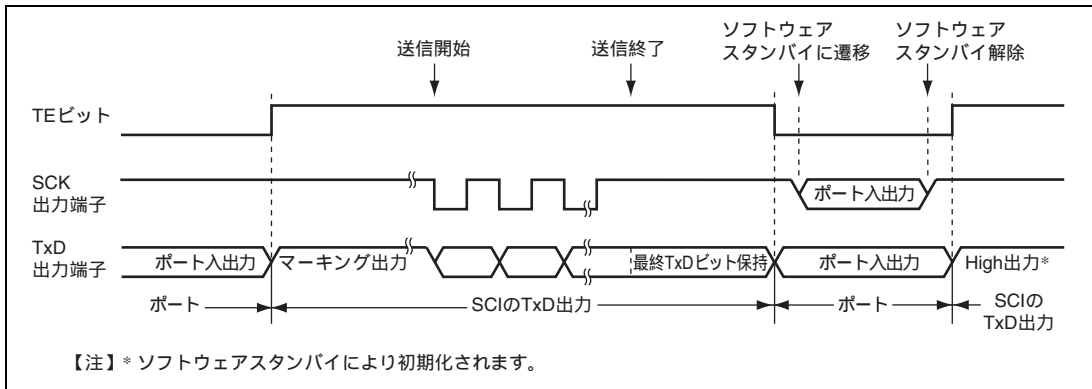 送信開始
送信終了
ソフトウェア
スタンバイに遷移
ソフトウェア
スタンバイ解除
TEビット
SCK
出力端子
ポート入出力
TxD
出力端子
ポート入出力
マーキング出力
最終TxDビット保持
ポート入出力
High出力*
ポート
SCIのTxD出力
ポート
SCIの
TxD出力
【注】* ソフトウェアスタンバイにより初期化されます。